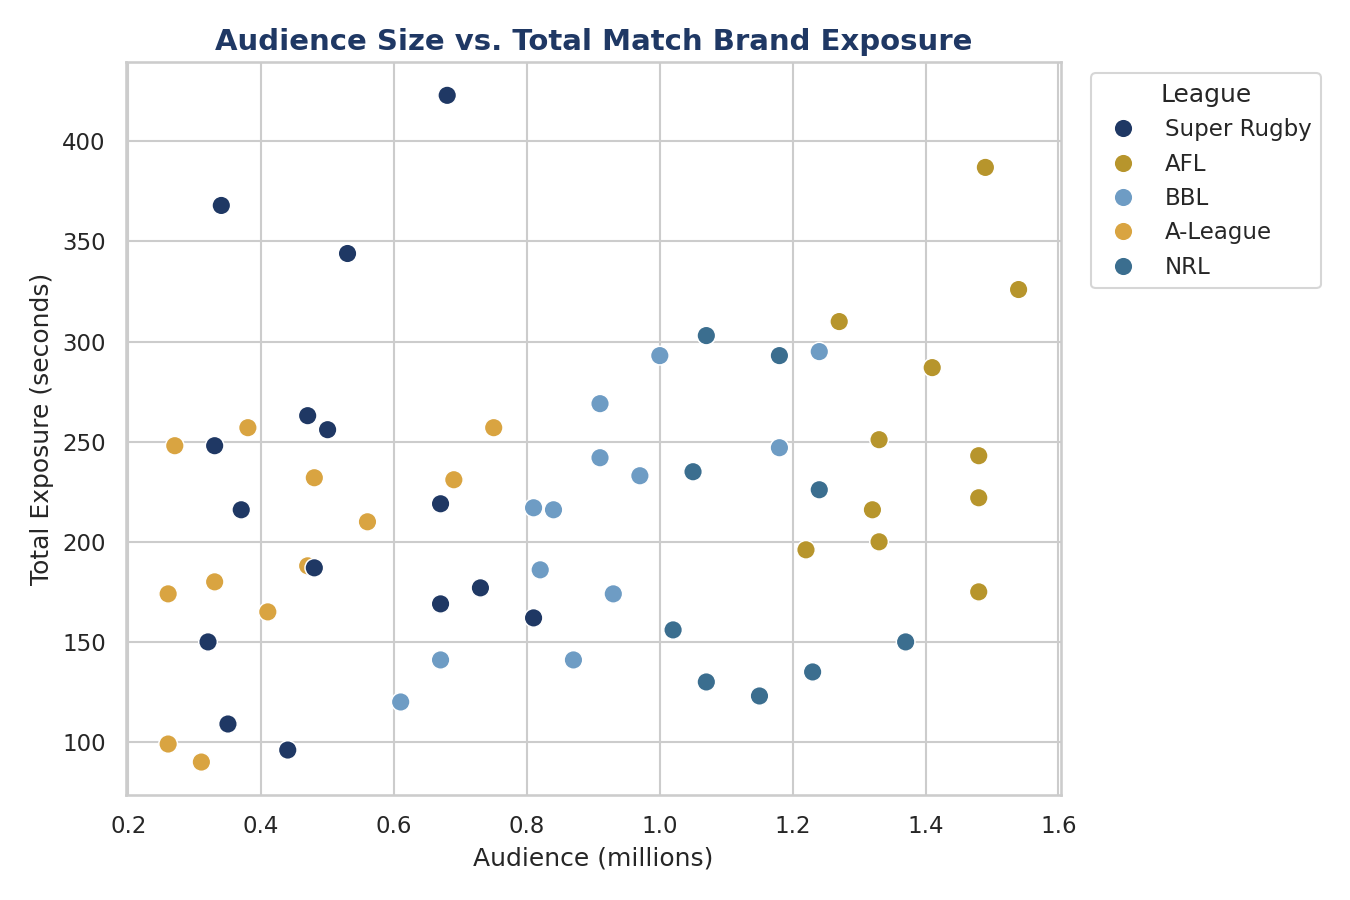 Audience Size vs. Total Match Brand Exposure
League
Super Rugby
AFL
BBL
A-League
NRL
Total Exposure (seconds)
400
350
300
250
200
150
100
0.2 0.4 0.6 0.8 1.0 1.2 1.4 1.6
Audience (millions)